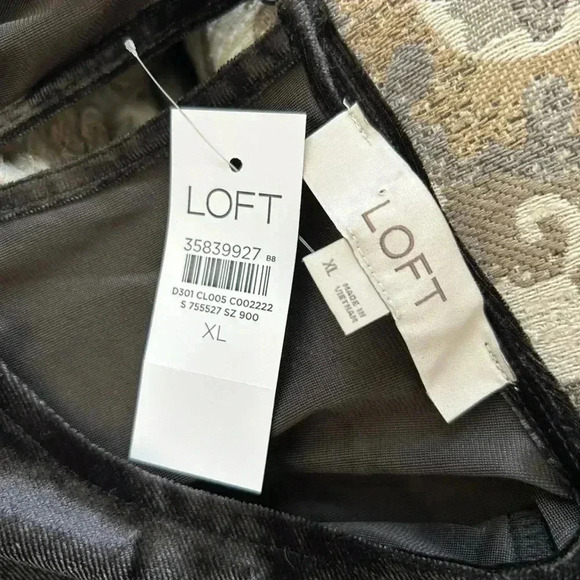 LOFT
35839927 B8
D301 CL005 C002222
S 755527 SZ 900
XL
LOFT
XL
MADE IN
VIETNAM